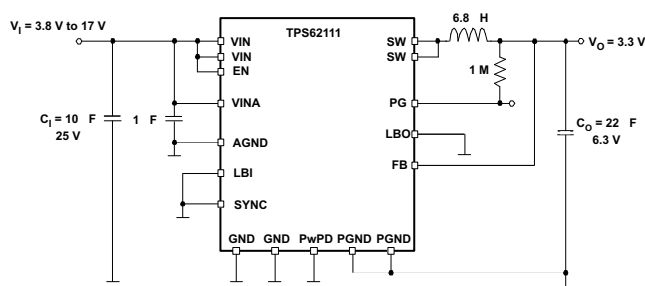 V_I = 3.8 V to 17 V
TPS62111
6.8 H
V_O = 3.3 V
VIN
VIN
EN
SW
SW
1 M
VINA
PG
C_I = 10 F
25 V
1 F
AGND
LBO
C_O = 22 F
6.3 V
LBI
FB
SYNC
GND GND PwPD PGND PGND